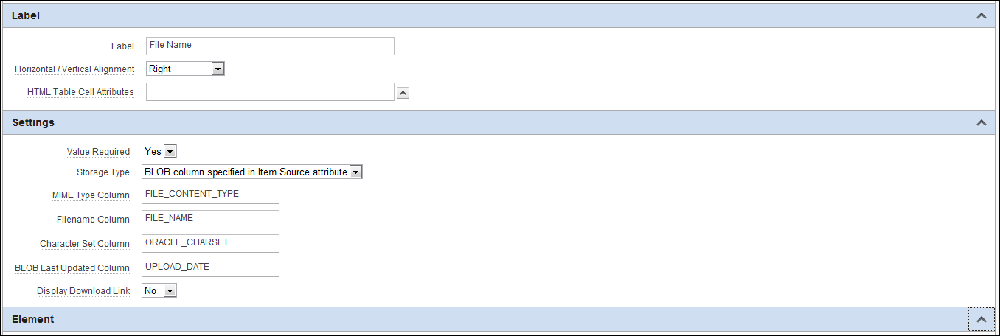 Label
Label File Name
Horizontal / Vertical Alignment Right
HTML Table Cell Attributes
Settings
Value Required Yes
Storage Type BLOB column specified in Item Source attribute
MIME Type Column FILE_CONTENT_TYPE
Filename Column FILE_NAME
Character Set Column ORACLE_CHARSET
BLOB Last Updated Column UPLOAD_DATE
Display Download Link No
Element